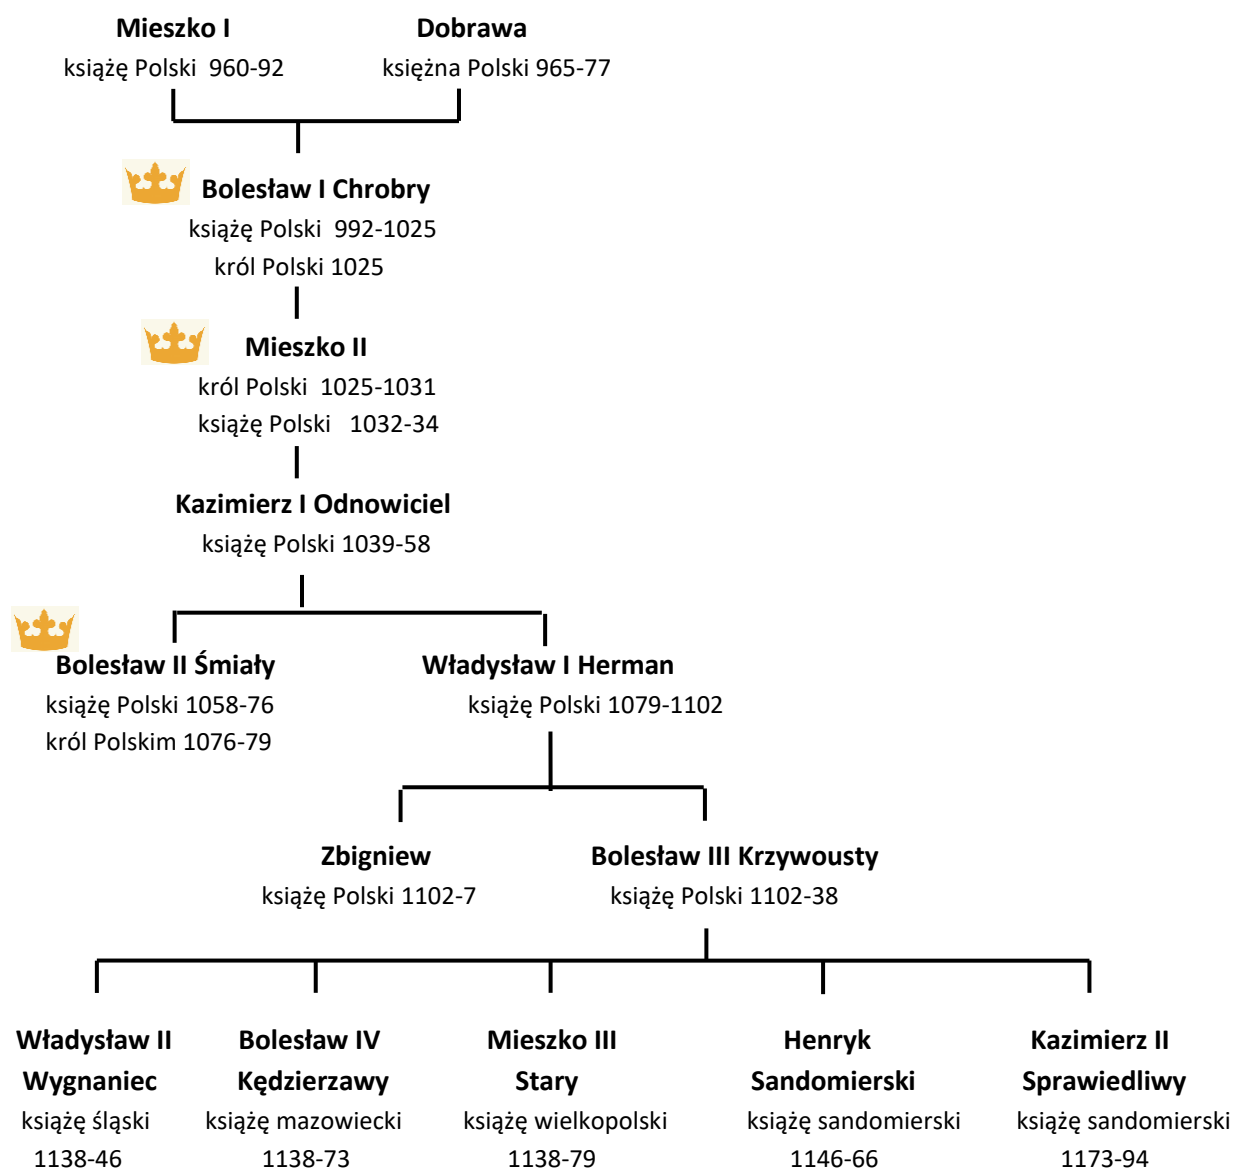 Mieszko I Dobrawa
książę Polski 960-92 księżna Polski 965-77
Bolesław I Chrobry
książę Polski 992-1025
król Polski 1025
Mieszko II
król Polski 1025-1031
książę Polski 1032-34
Kazimierz I Odnowiciel
książę Polski 1039-58
Bolesław II Śmiały Władysław I Herman
książę Polski 1058-76 książę Polski 1079-1102
król Polskim 1076-79
Zbigniew Bolesław III Krzywousty
książę Polski 1102-7 książę Polski 1102-38
Władysław II Bolesław IV Mieszko III Henryk Kazimierz II
Wygnaniec Kędzierzawy Stary Sandomierski Sprawiedliwy
książę śląski książę mazowiecki książę wielkopolski książę sandomierski książę sandomierski
1138-46 1138-73 1138-79 1146-66 1173-94